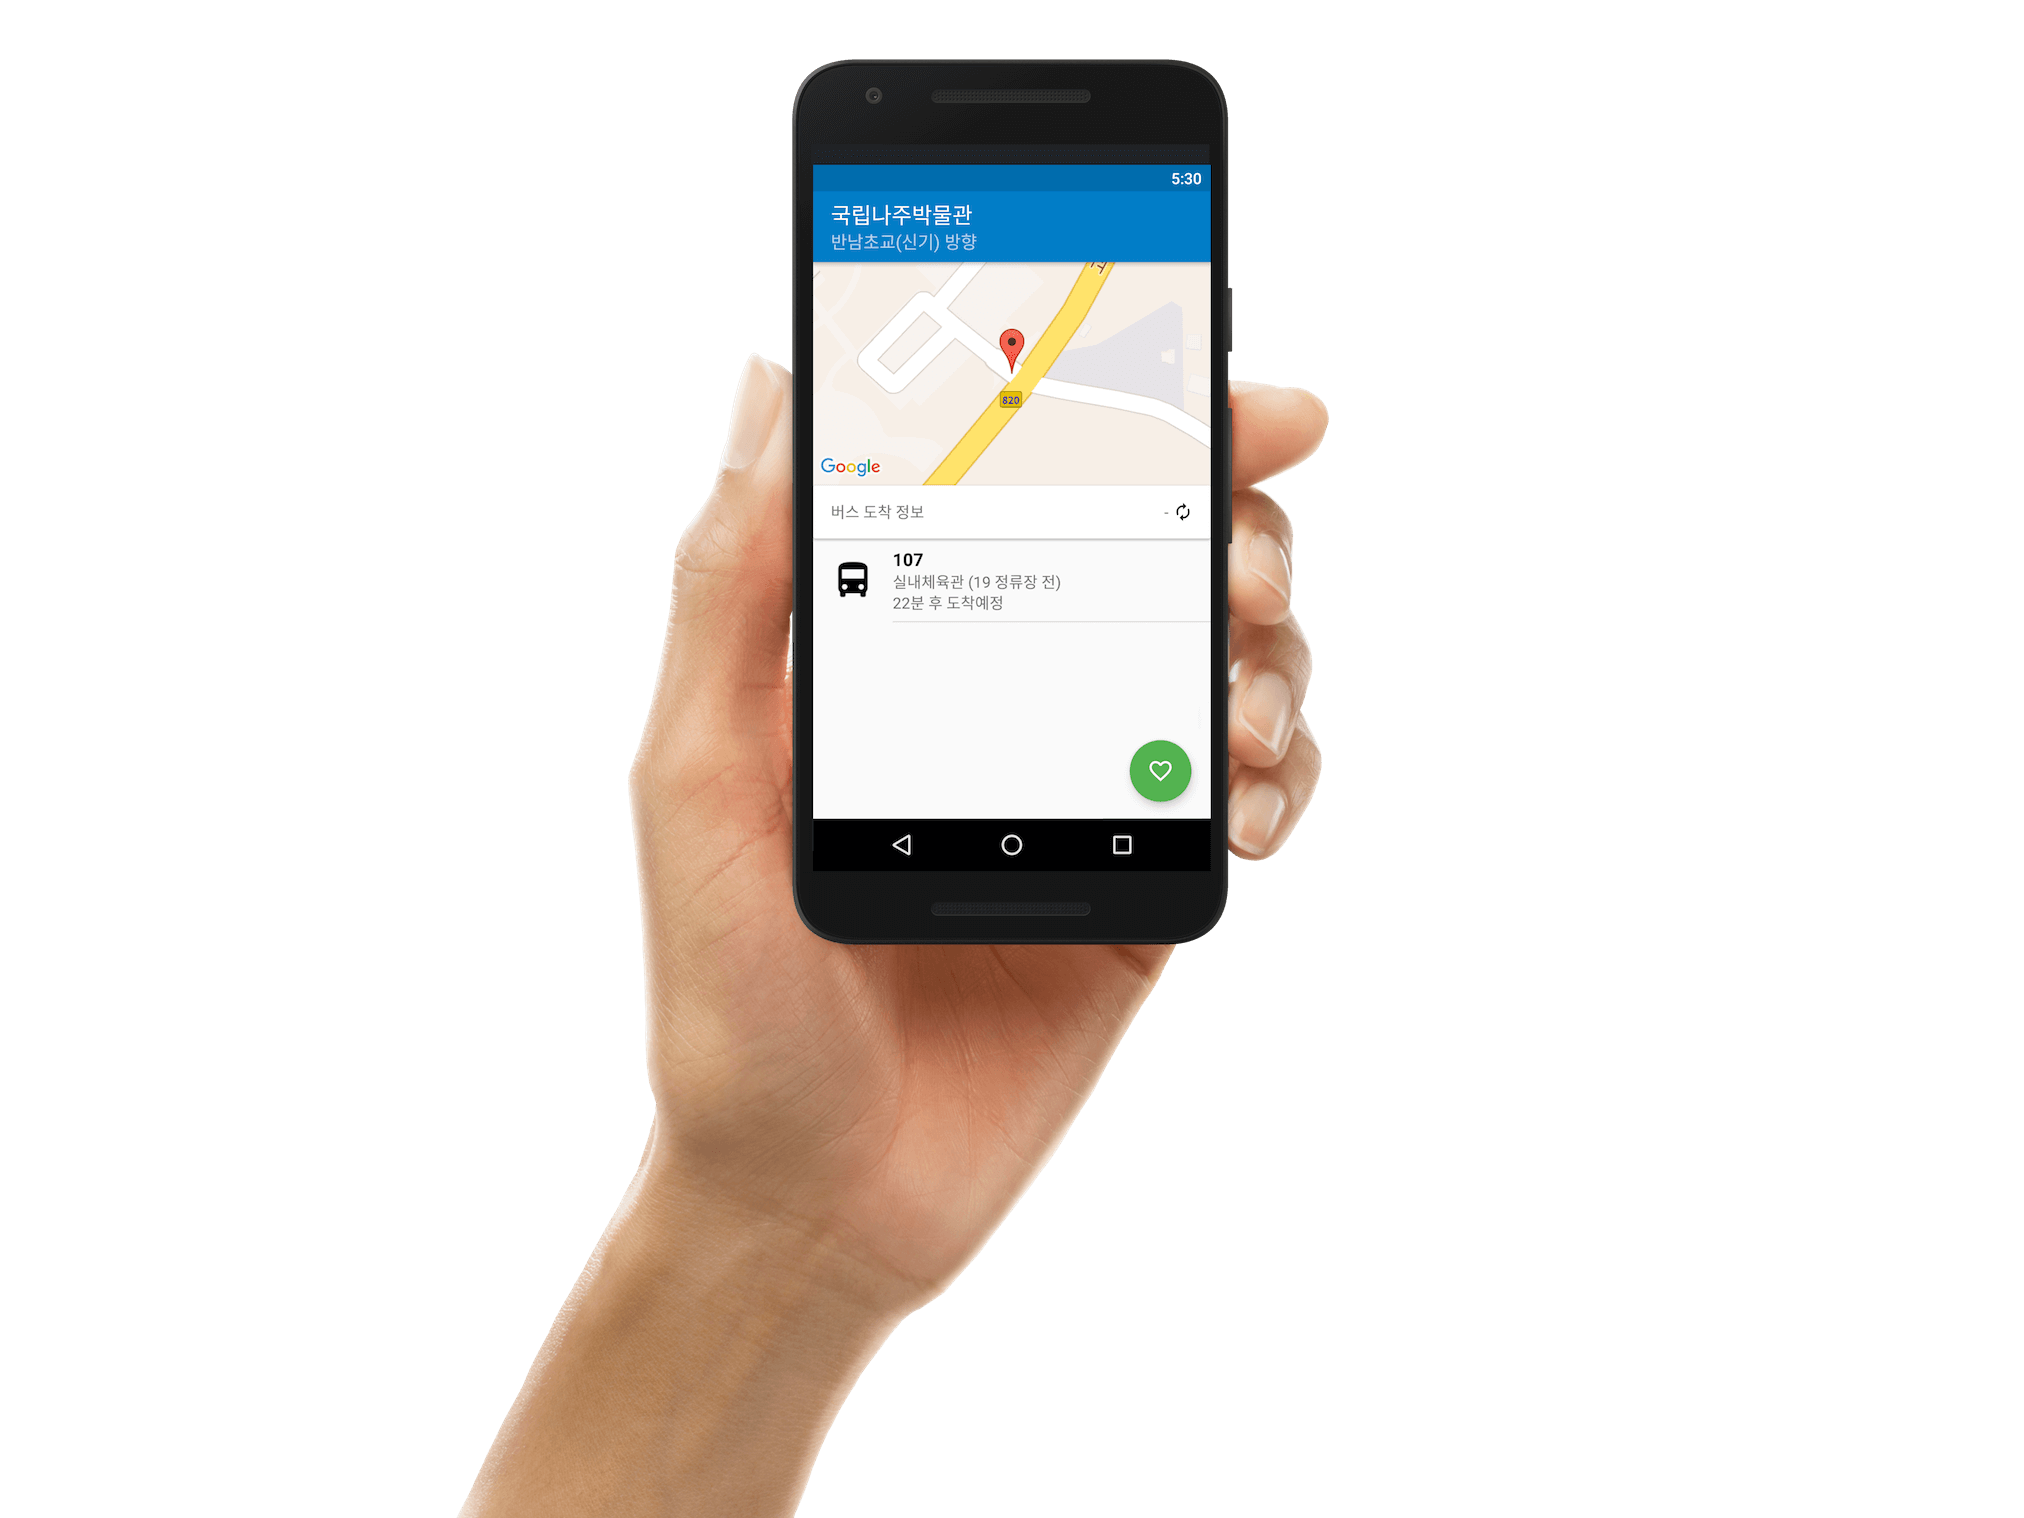 5:30
국립나주박물관
반남초교(신기) 방향
820
Google
버스 도착 정보 -
107
실내체육관 (19 정류장 전)
22분 후 도착예정